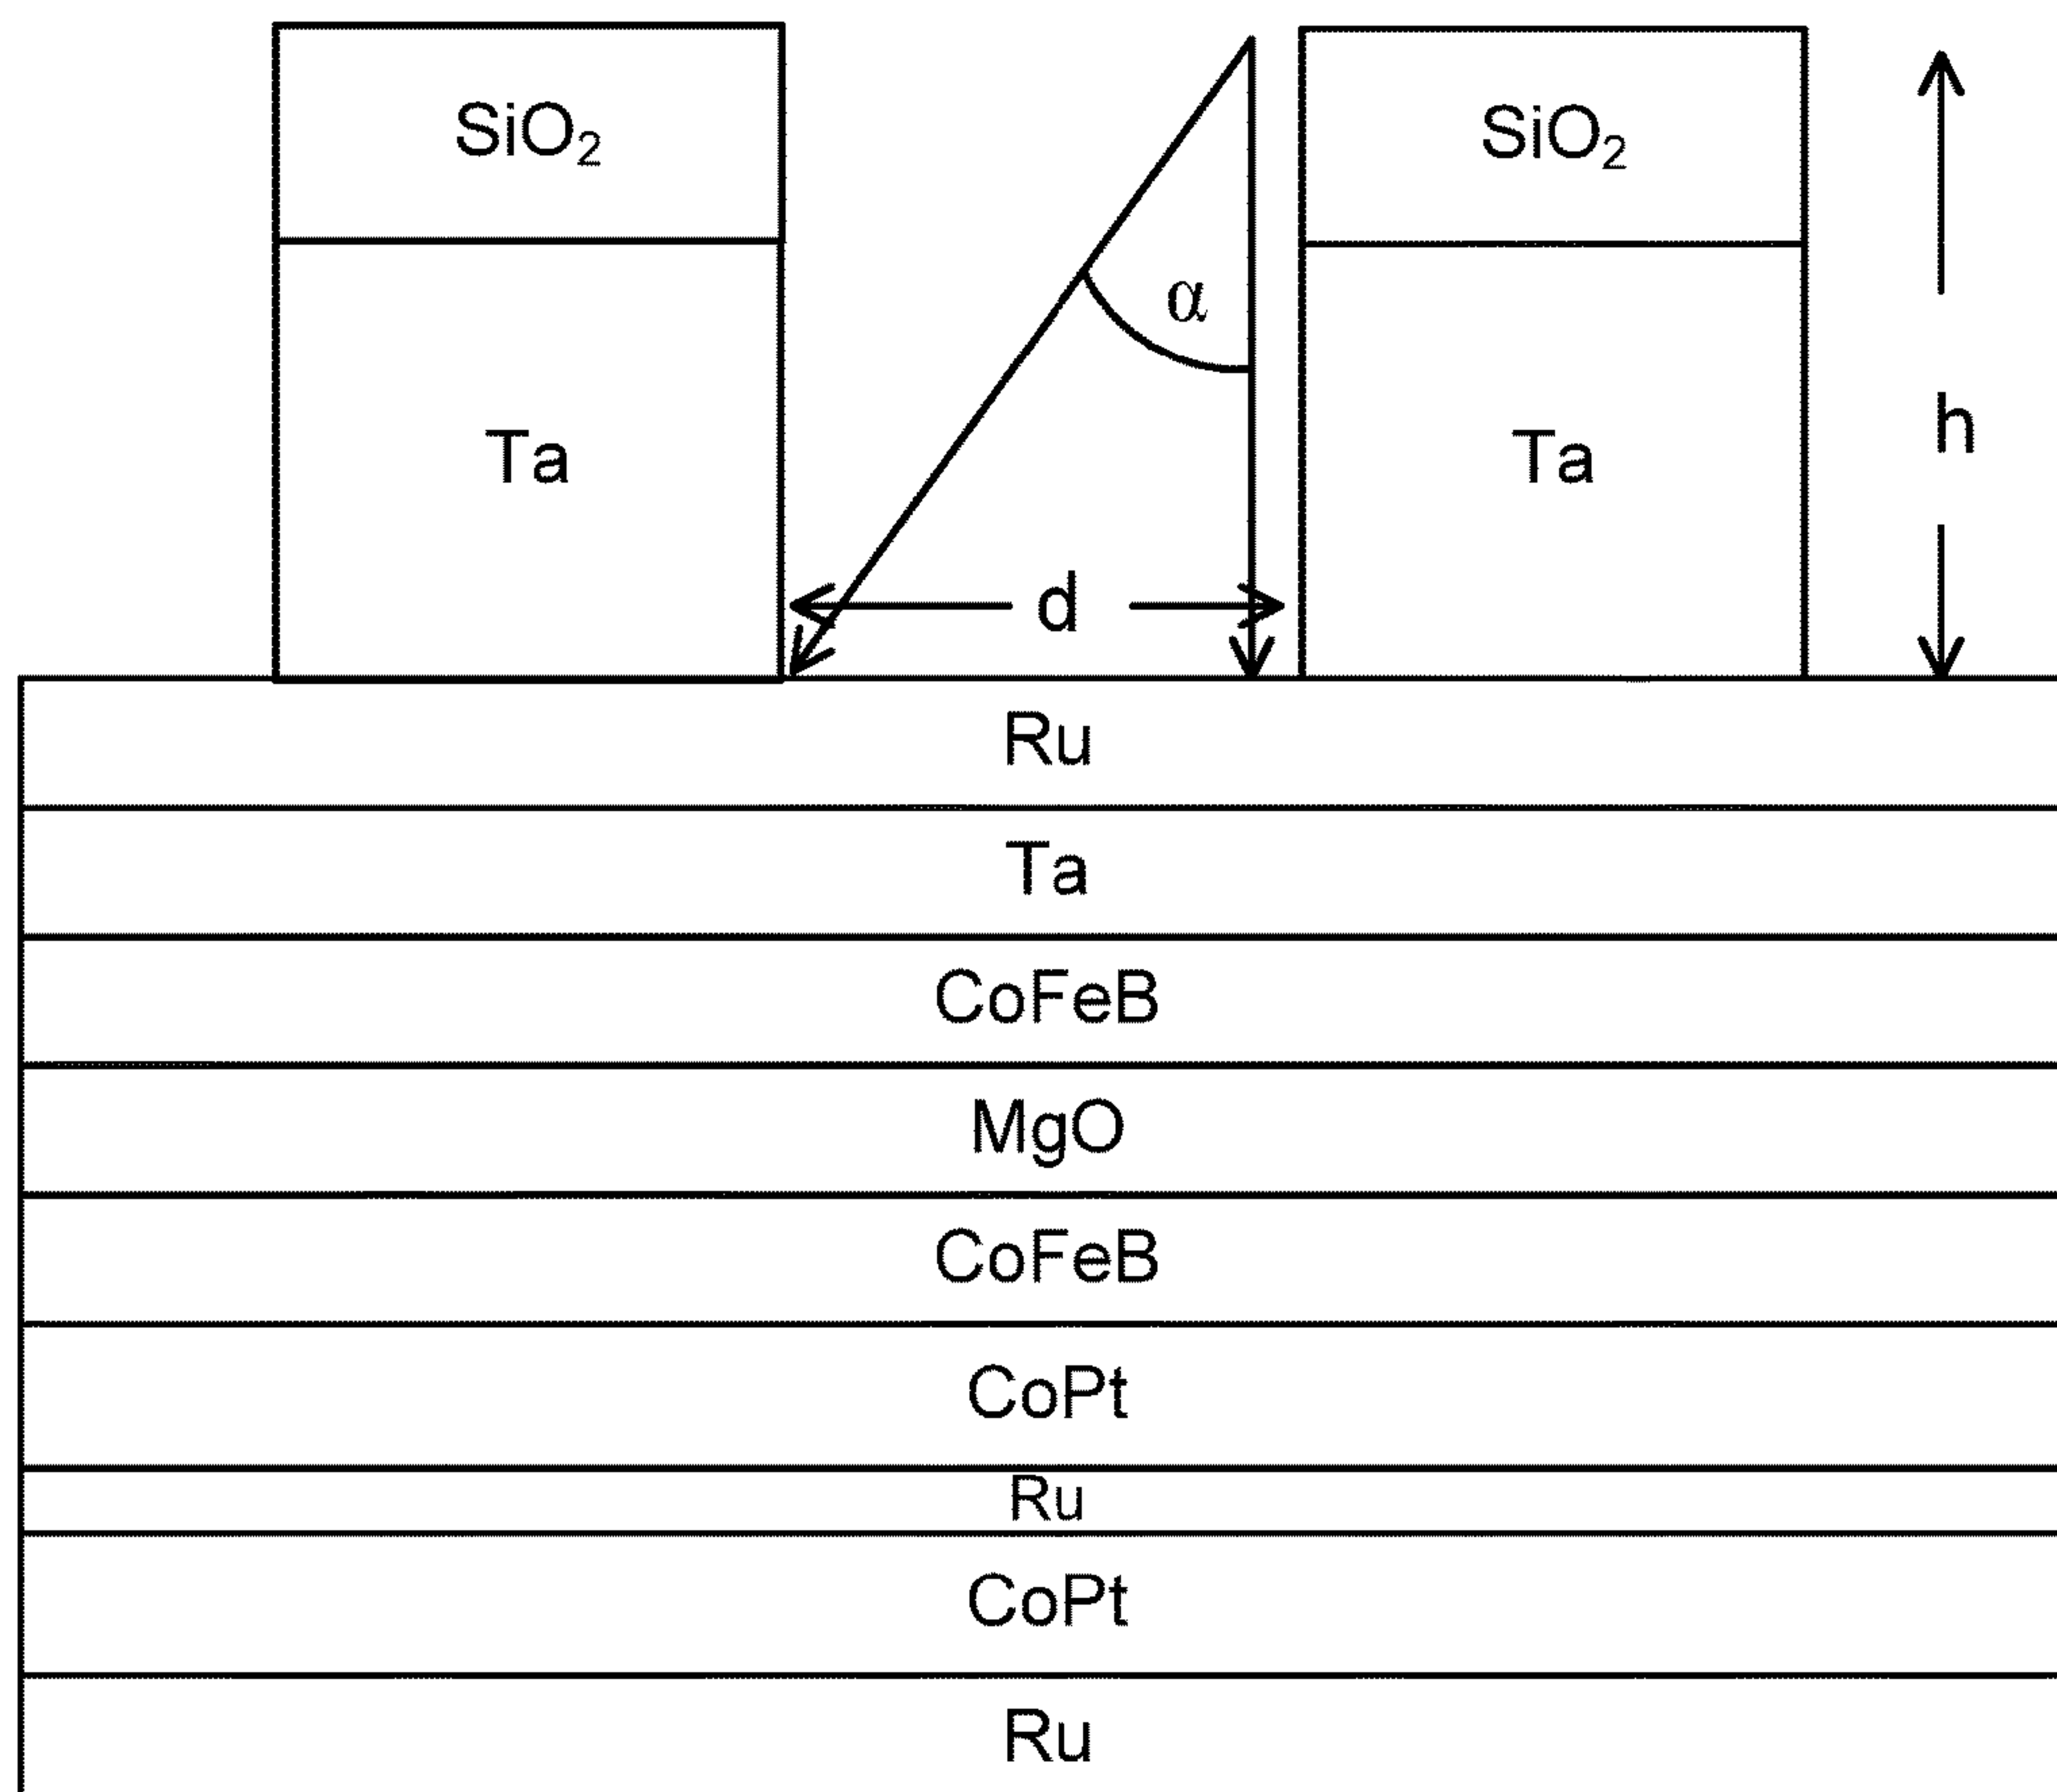 SiO₂
SiO₂
α
h
Ta
Ta
d
Ru
Ta
CoFeB
MgO
CoFeB
CoPt
Ru
CoPt
Ru